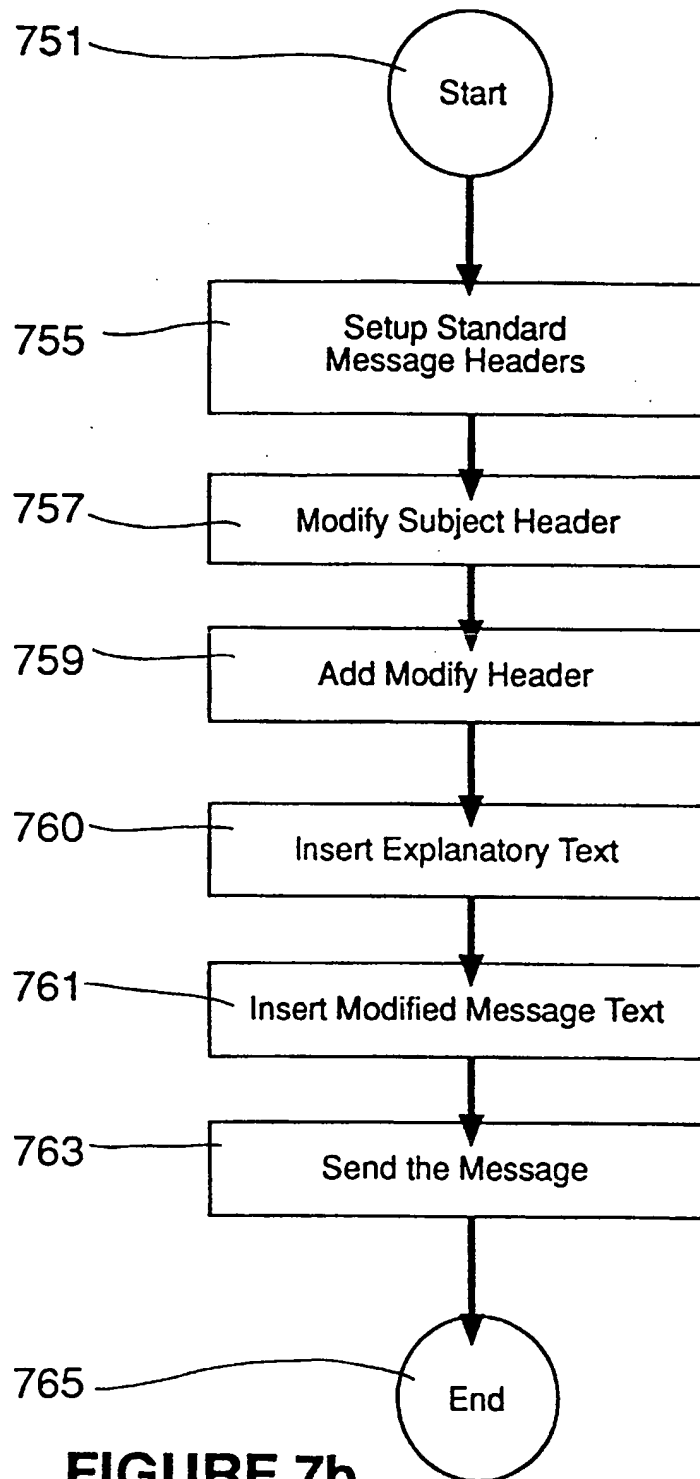 751
Start
755
Setup Standard
Message Headers
757
Modify Subject Header
759
Add Modify Header
760
Insert Explanatory Text
761
Insert Modified Message Text
763
Send the Message
765
End
FIGURE 7b